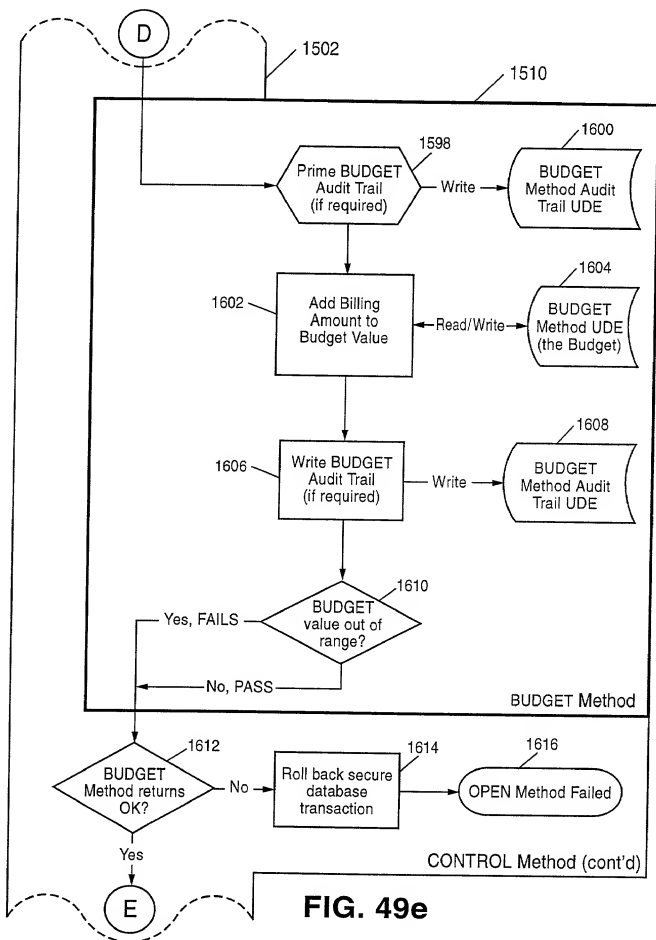 D
1502
1510
1598
Prime BUDGET
Audit Trail
(if required)
Write
1600
BUDGET
Method Audit
Trail UDE
1602
Add Billing
Amount to
Budget Value
Read/Write
1604
BUDGET
Method UDE
(the Budget)
1606
Write BUDGET
Audit Trail
(if required)
Write
1608
BUDGET
Method Audit
Trail UDE
1610
BUDGET
value out of
range?
Yes, FAILS
No, PASS
BUDGET Method
1612
BUDGET
Method returns
OK?
No
1614
Roll back secure
database
transaction
1616
OPEN Method Failed
Yes
CONTROL Method (cont'd)
E
FIG. 49e